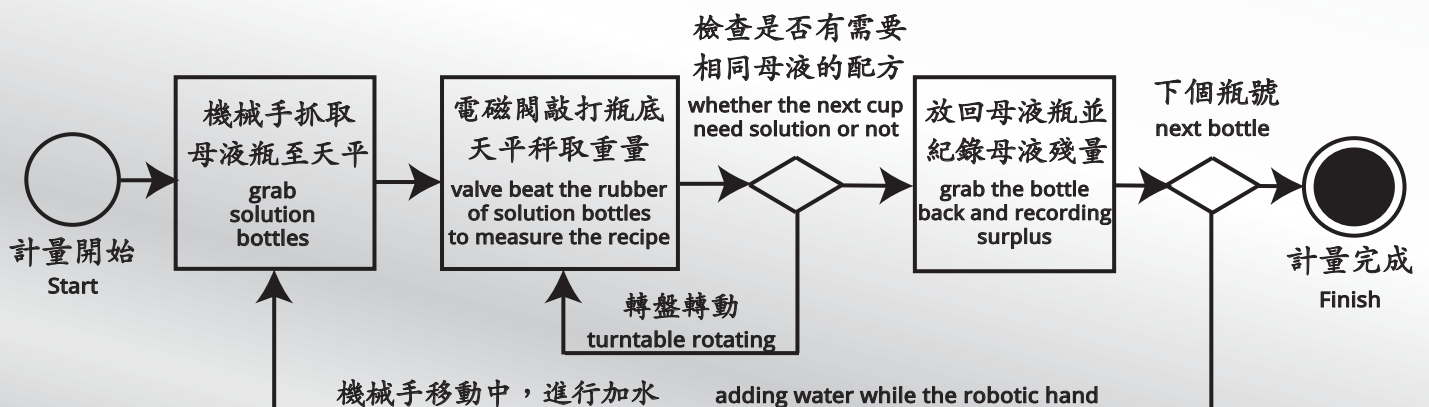 計量開始
Start
機械手抓取
母液瓶至天平
grab
solution
bottles
電磁閥敲打瓶底
天平秤取重量
valve beat the rubber
of solution bottles
to measure the recipe
檢查是否有需要
相同母液的配方
whether the next cup
need solution or not
轉盤轉動
turntable rotating
放回母液瓶並
紀錄母液殘量
grab the bottle
back and recording
surplus
下個瓶號
next bottle
計量完成
Finish
機械手移動中，進行加水
adding water while the robotic hand